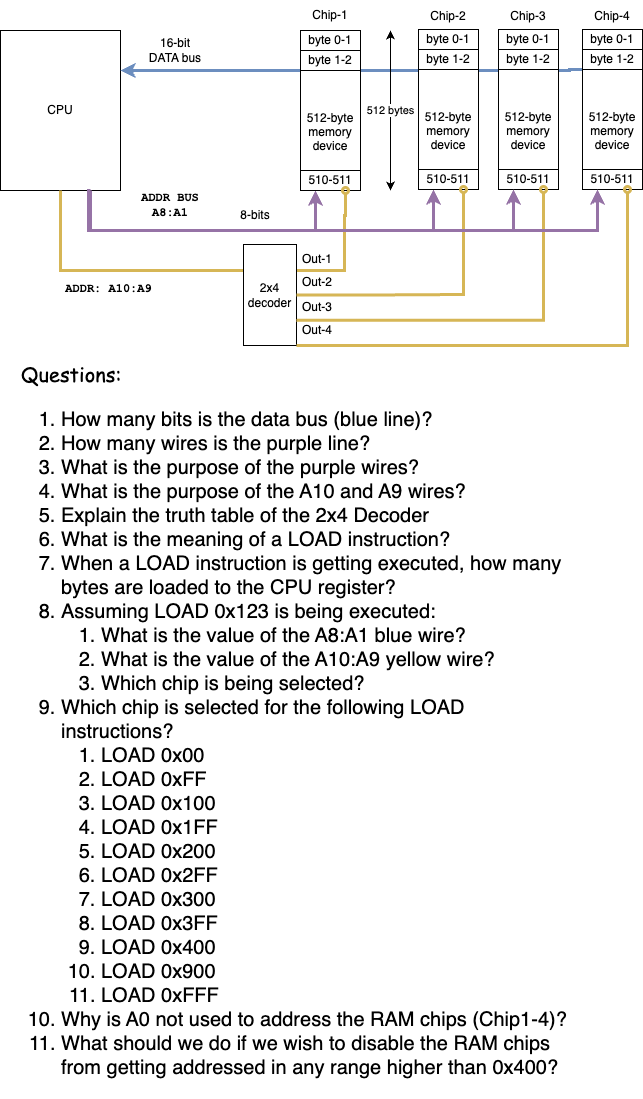 Chip-1
Chip-2
Chip-3
Chip-4
16-bit
DATA bus
byte 0-1
byte 0-1
byte 0-1
byte 0-1
byte 1-2
byte 1-2
byte 1-2
byte 1-2
CPU
512 bytes
512-byte
memory
device
512-byte
memory
device
512-byte
memory
device
512-byte
memory
device
510-511
510-511
510-511
510-511
ADDR BUS
A8:A1
8-bits
ADDR: A10:A9
2x4
decoder
Out-1
Out-2
Out-3
Out-4
Questions:
1. How many bits is the data bus (blue line)?
2. How many wires is the purple line?
3. What is the purpose of the purple wires?
4. What is the purpose of the A10 and A9 wires?
5. Explain the truth table of the 2x4 Decoder
6. What is the meaning of a LOAD instruction?
7. When a LOAD instruction is getting executed, how many
bytes are loaded to the CPU register?
8. Assuming LOAD 0x123 is being executed:
1. What is the value of the A8:A1 blue wire?
2. What is the value of the A10:A9 yellow wire?
3. Which chip is being selected?
9. Which chip is selected for the following LOAD
instructions?
1. LOAD 0x00
2. LOAD 0xFF
3. LOAD 0x100
4. LOAD 0x1FF
5. LOAD 0x200
6. LOAD 0x2FF
7. LOAD 0x300
8. LOAD 0x3FF
9. LOAD 0x400
10. LOAD 0x900
11. LOAD 0xFFF
10. Why is A0 not used to address the RAM chips (Chip1-4)?
11. What should we do if we wish to disable the RAM chips
from getting addressed in any range higher than 0x400?